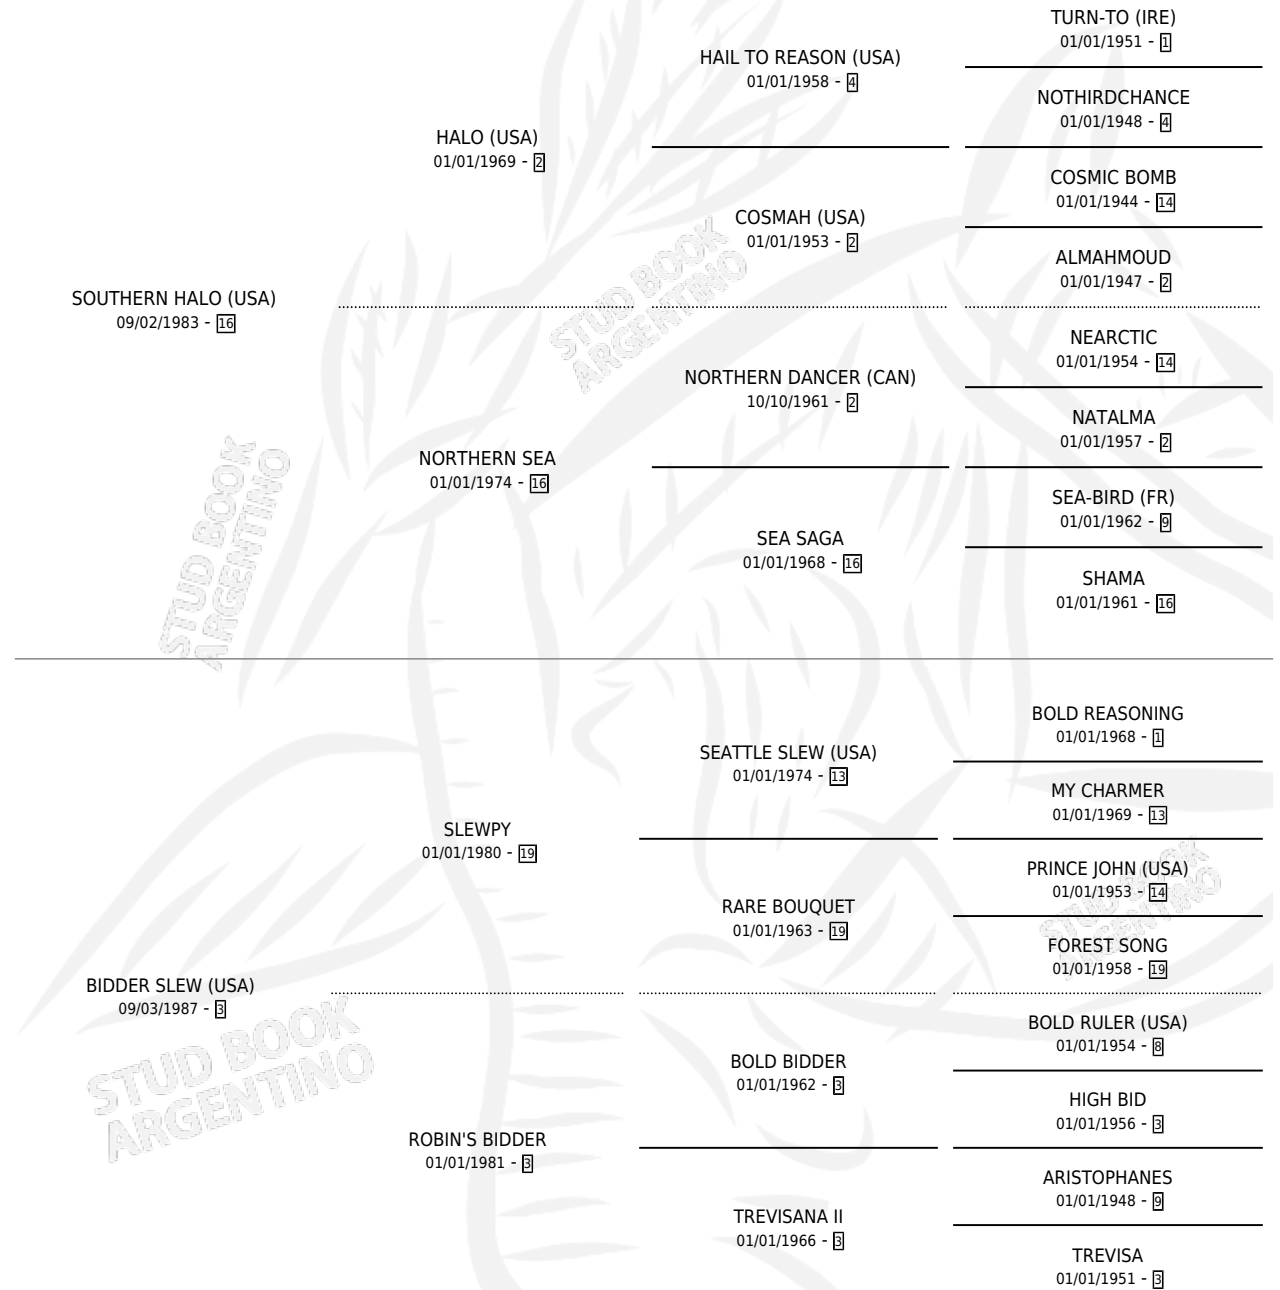 TURN-TO (IRE)
01/01/1951 - 1
HAIL TO REASON (USA)
01/01/1958 - 4
NOTHIRDCHANCE
01/01/1948 - 4
HALO (USA)
01/01/1969 - 2
COSMIC BOMB
01/01/1944 - 14
COSMAH (USA)
01/01/1953 - 2
ALMAHMOUD
01/01/1947 - 2
SOUTHERN HALO (USA)
09/02/1983 - 16
STUD BOOK
ARGENTINO
NEARCTIC
01/01/1954 - 14
NORTHERN DANCER (CAN)
10/10/1961 - 2
NATALMA
01/01/1957 - 2
NORTHERN SEA
01/01/1974 - 16
SEA-BIRD (FR)
01/01/1962 - 9
SEA SAGA
01/01/1968 - 16
SHAMA
01/01/1961 - 16
STUD BOOK
ARGENTINO
BOLD REASONING
01/01/1968 - 1
SEATTLE SLEW (USA)
01/01/1974 - 13
MY CHARMER
01/01/1969 - 13
SLEWPY
01/01/1980 - 19
PRINCE JOHN (USA)
01/01/1953 - 14
RARE BOUQUET
01/01/1963 - 19
STUD BOOK
ARGENTINO
FOREST SONG
01/01/1958 - 19
BIDDER SLEW (USA)
09/03/1987 - 3
STUD BOOK
ARGENTINO
BOLD RULER (USA)
01/01/1954 - 8
BOLD BIDDER
01/01/1962 - 3
HIGH BID
01/01/1956 - 3
ROBIN'S BIDDER
01/01/1981 - 3
ARISTOPHANES
01/01/1948 - 9
TREVISANA II
01/01/1966 - 3
TREVISA
01/01/1951 - 3